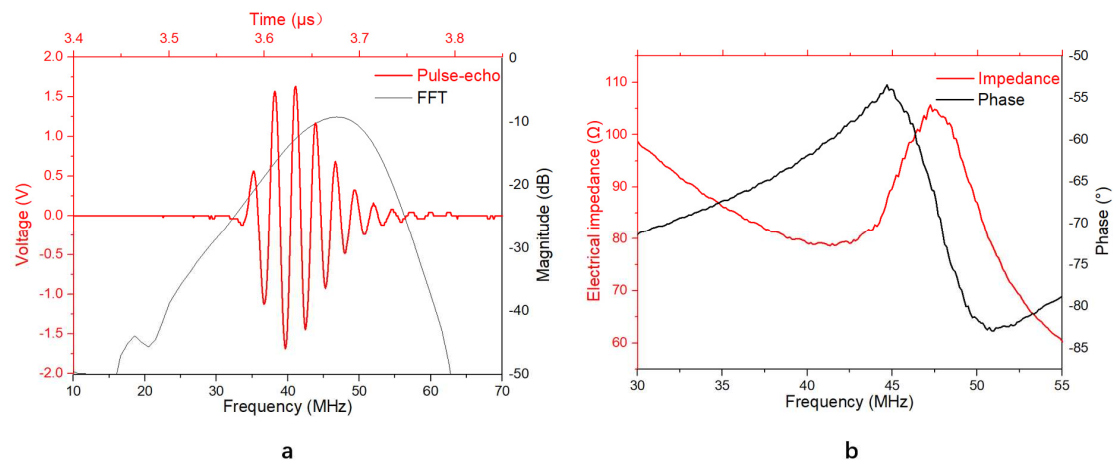 Time (μs）
3.4 3.5 3.6 3.7 3.8
2.0 1.5 1.0 0.5 0.0 -0.5 -1.0 -1.5 -2.0
Voltage (V)
Pulse-echo
FFT
0 -10 -20 -30 -40 -50
Magnitude (dB)
10 20 30 40 50 60 70
Frequency (MHz)
a
110 100 90 80 70 60
Electrical impedance (Ω)
Impedance
Phase
-50 -55 -60 -65 -70 -75 -80 -85
Phase (°)
30 35 40 45 50 55
Frequency (MHz)
b